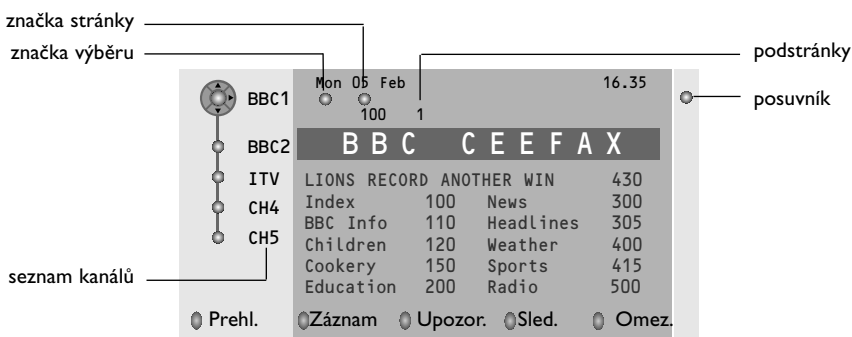 značka stránky
značka výběru
podstránky
Mon 05 Feb 16.35
BBC1
posuvník
100 1
BBC2
BBC CEEFAX
ITV
LIONS RECORD ANOTHER WIN 430
CH4
Index 100 News 300
BBC Info 110 Headlines 305
CH5
Children 120 Weather 400
seznam kanálů
Cookery 150 Sports 415
Education 200 Radio 500
Prehl. Záznam Upozor. Sled. Omez.